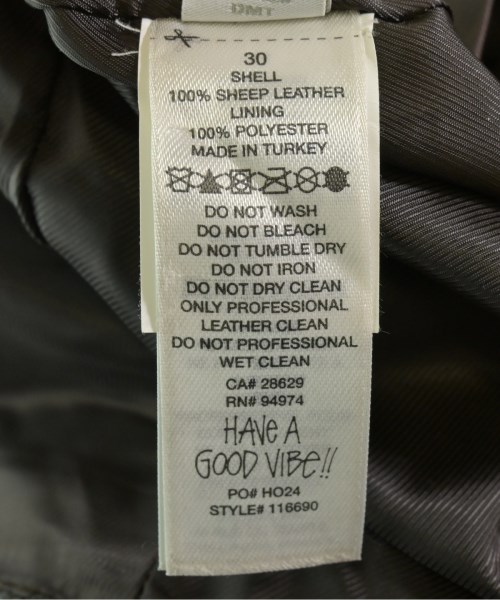 DMT
30
SHELL
100% SHEEP LEATHER
LINING
100% POLYESTER
MADE IN TURKEY
DO NOT WASH
DO NOT BLEACH
DO NOT TUMBLE DRY
DO NOT IRON
DO NOT DRY CLEAN
ONLY PROFESSIONAL
LEATHER CLEAN
DO NOT PROFESSIONAL
WET CLEAN
CA# 28629
RN# 94974
HAVE A
GOOD VIBE!!
PO# HO24
STYLE# 116690